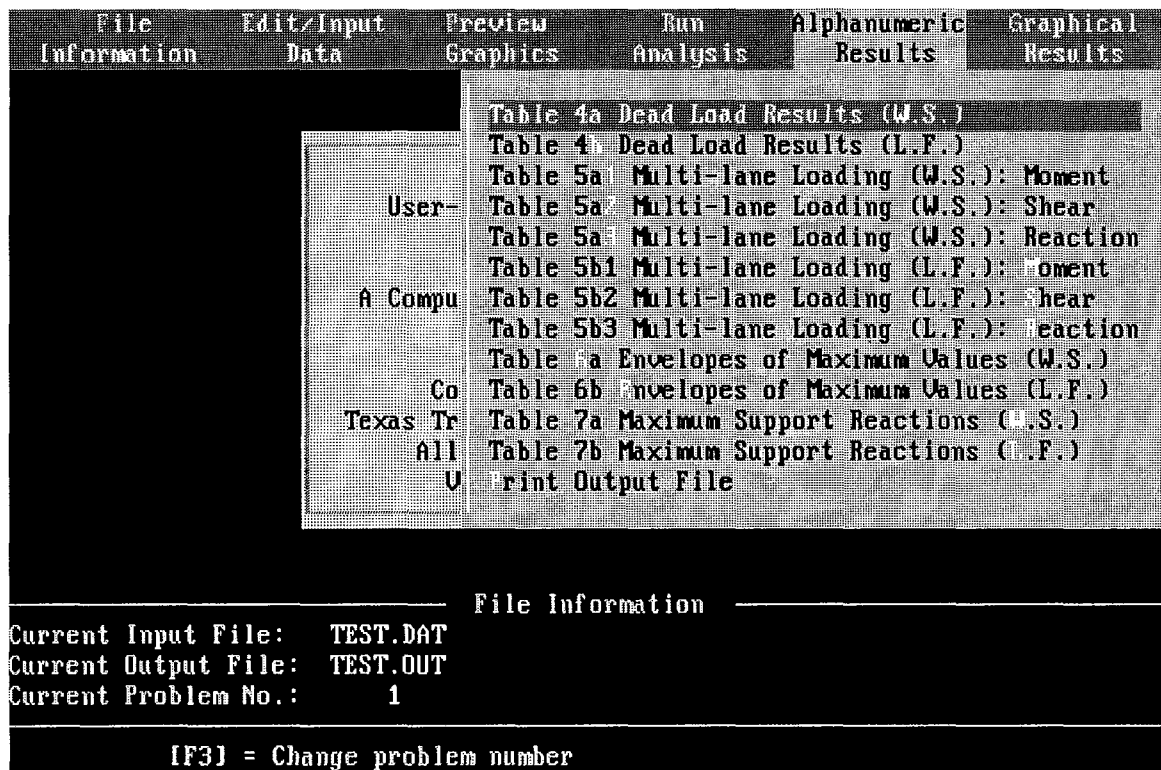 File Edit/Input Preview Run Alphanumeric Graphical
Information Data Graphics Analysis Results Results
Table 4a Dead Load Results (W.S.)
Table 4b Dead Load Results (L.F.)
Table 5a1 Multi-lane Loading (W.S.): Moment
User- Table 5a2 Multi-lane Loading (W.S.): Shear
Table 5a3 Multi-lane Loading (W.S.): Reaction
Table 5b1 Multi-lane Loading (L.F.): Moment
A Compu Table 5b2 Multi-lane Loading (L.F.): Shear
Table 5b3 Multi-lane Loading (L.F.): Reaction
Table 6a Envelopes of Maximum Values (W.S.)
Co Table 6b Envelopes of Maximum Values (L.F.)
Texas Tr Table 7a Maximum Support Reactions (W.S.)
All Table 7b Maximum Support Reactions (L.F.)
V Print Output File
File Information
Current Input File: TEST.DAT
Current Output File: TEST.OUT
Current Problem No.: 1
[F3] = Change problem number